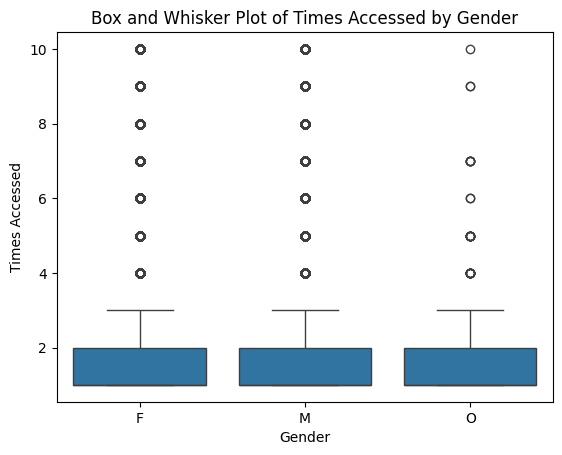 Box and Whisker Plot of Times Accessed by Gender
10
8
6
4
2
Times Accessed
F M O
Gender